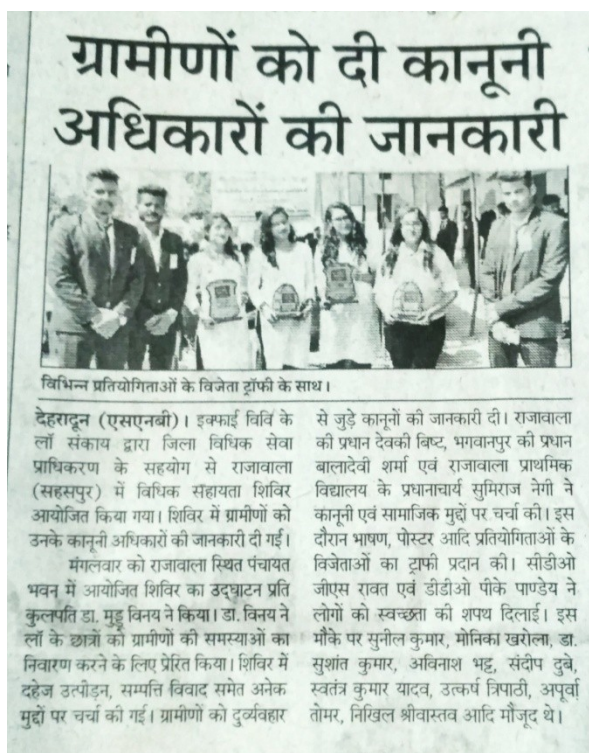 ग्रामीणों को दी कानूनी
अधिकारों की जानकारी
विभिन्न प्रतियोगिताओं के विजेता ट्रॉफी के साथ।
देहरादून (एसएनबी)। इक्फाई विवि के
लॉ संकाय द्वारा जिला विधिक सेवा
प्राधिकरण के सहयोग से राजावाला
(सहसपुर) में विधिक सहायता शिविर
आयोजित किया गया। शिविर में ग्रामीणों को
उनके कानूनी अधिकारों की जानकारी दी गई।
मंगलवार को राजावाला स्थित पंचायत
भवन में आयोजित शिविर का उद्घाटन प्रति
कुलपति डा. मुड्डू विनय ने किया। डा. विनय ने
लॉ के छात्रों को ग्रामीणों की समस्याओं का
निवारण करने के लिए प्रेरित किया। शिविर में
दहेज उत्पीड़न, सम्पत्ति विवाद समेत अनेक
मुद्दों पर चर्चा की गई। ग्रामीणों को दुर्व्यवहार
से जुड़े कानूनों की जानकारी दी। राजावाला
की प्रधान देवकी बिष्ट, भगवानपुर की प्रधान
बालादेवी शर्मा एवं राजावाला प्राथमिक
विद्यालय के प्रधानाचार्य सुमिराज नेगी ने
कानूनी एवं सामाजिक मुद्दों पर चर्चा की। इस
दौरान भाषण, पोस्टर आदि प्रतियोगिताओं के
विजेताओं का ट्राफी प्रदान की। सीडीओ
जीएस रावत एवं डीडीओ पीके पाण्डेय ने
लोगों को स्वच्छता की शपथ दिलाई। इस
मौके पर सुनील कुमार, मोनिका खरोला, डा.
सुशांत कुमार, अविनाश भट्ट, संदीप दुबे,
स्वतंत्र कुमार यादव, उत्कर्ष त्रिपाठी, अपूर्वा
तोमर, निखिल श्रीवास्तव आदि मौजूद थे।